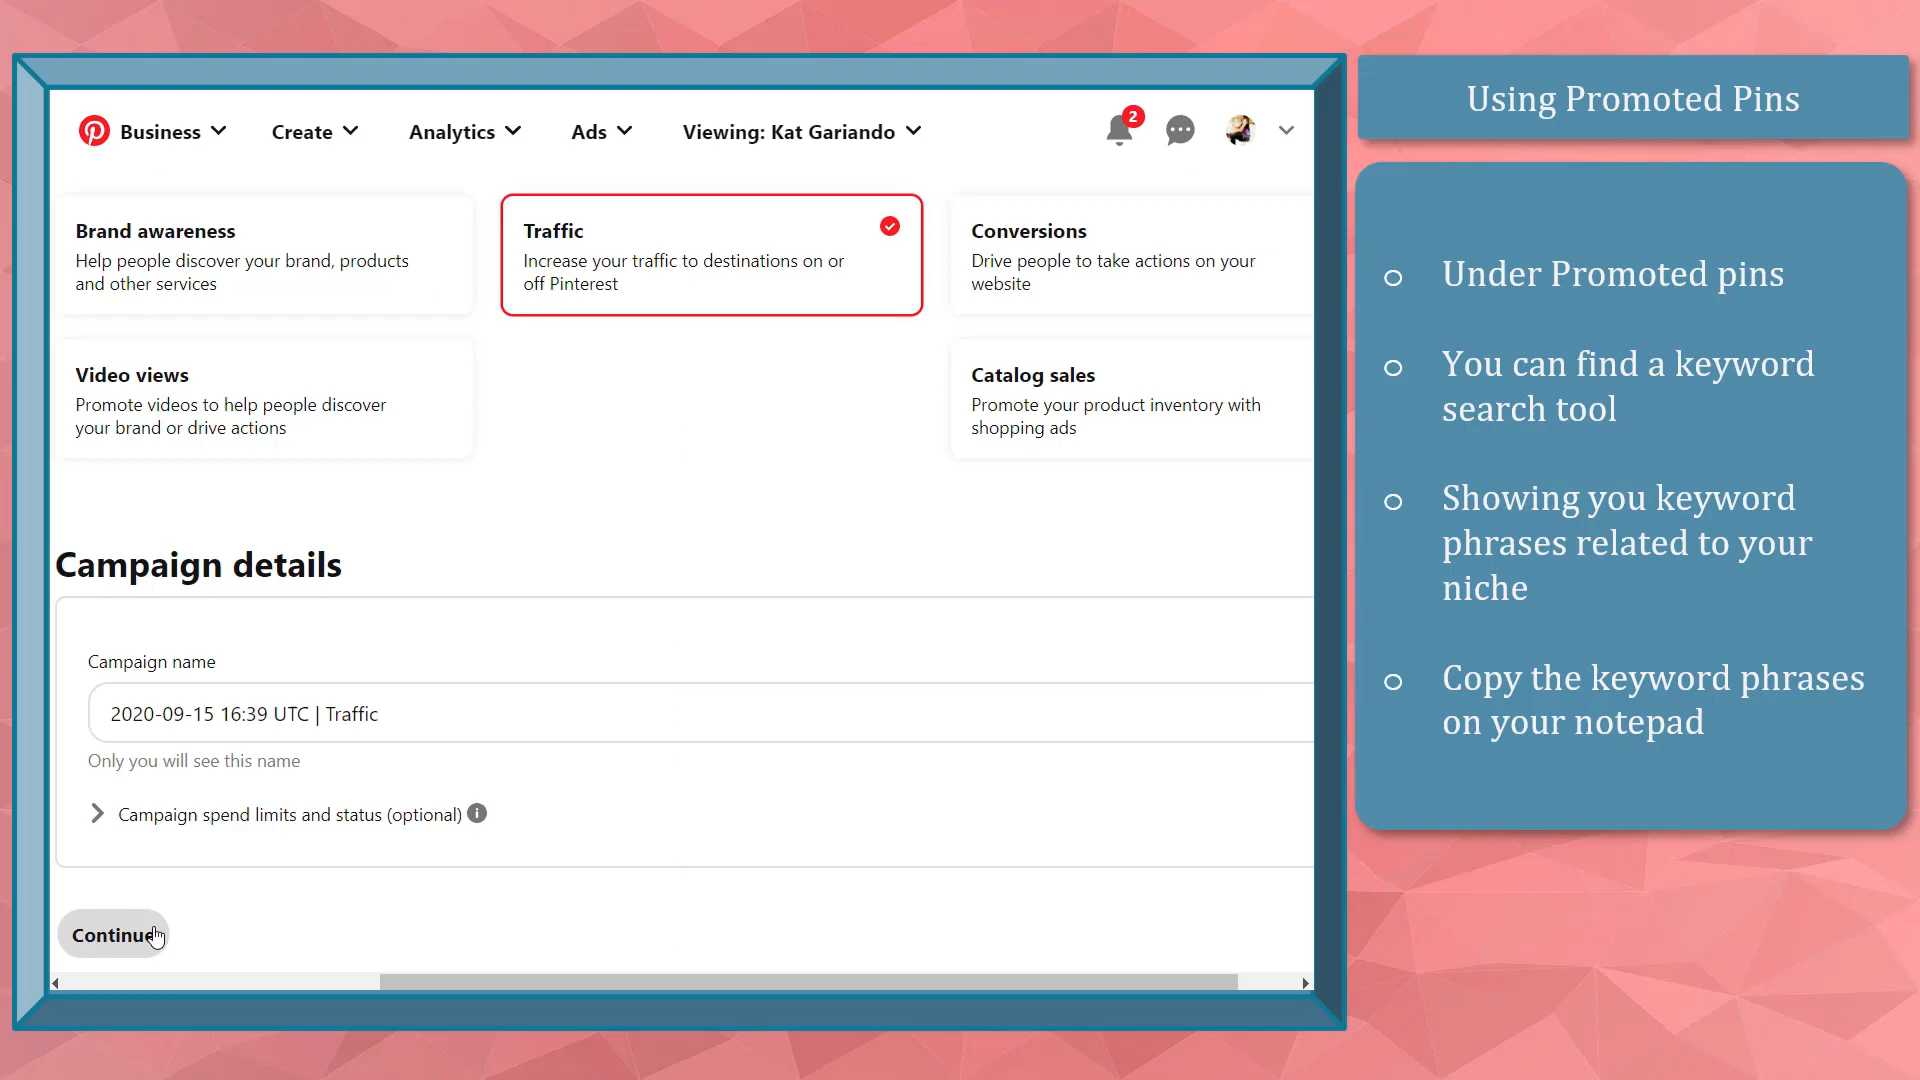 Using Promoted Pins
Business
Create
Analytics
Ads
Viewing: Kat Gariando
2
Brand awareness
Help people discover your brand, products
and other services
Traffic
Increase your traffic to destinations on or
off Pinterest
Conversions
Drive people to take actions on your
website
Video views
Promote videos to help people discover
your brand or drive actions
Catalog sales
Promote your product inventory with
shopping ads
Campaign details
Campaign name
2020-09-15 16:39 UTC | Traffic
Only you will see this name
Campaign spend limits and status (optional)
Continue
Under Promoted pins
You can find a keyword
search tool
Showing you keyword
phrases related to your
niche
Copy the keyword phrases
on your notepad